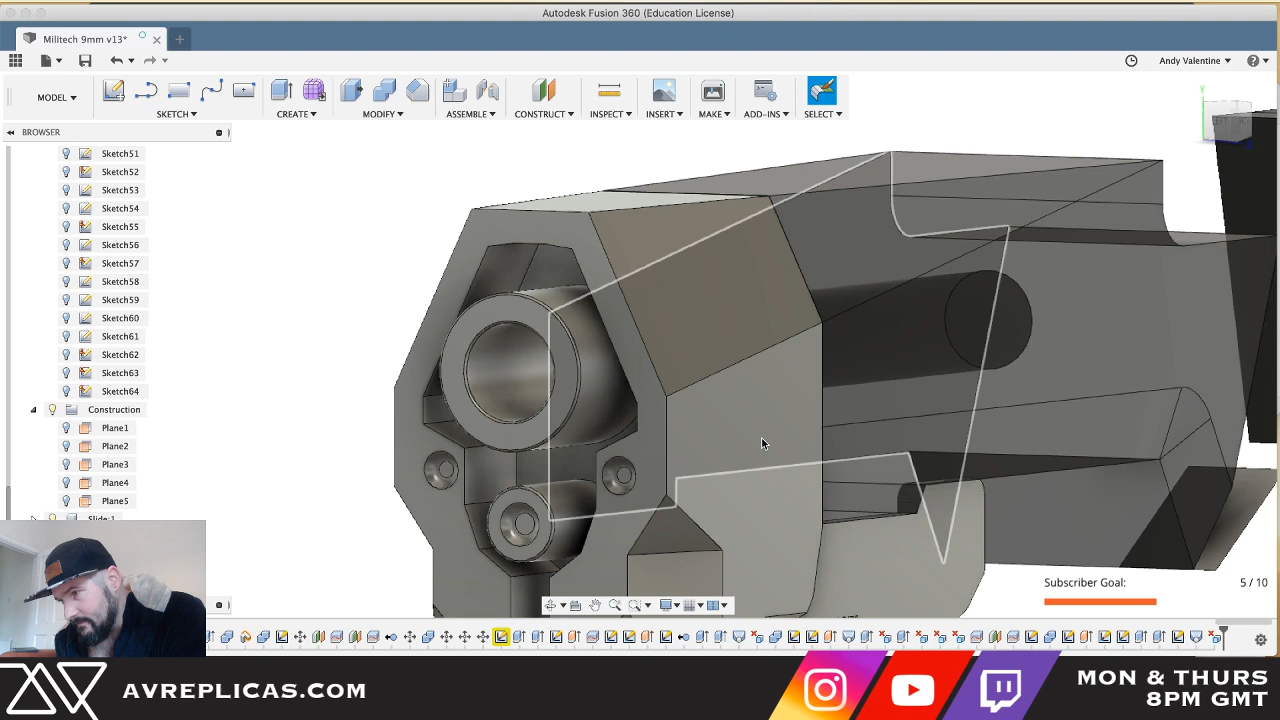 Autodesk Fusion 360 (Education License)
Militech 9mm v13*
Andy Valentine
MODEL
SKETCH
CREATE
MODIFY
ASSEMBLE
CONSTRUCT
INSPECT
INSERT
MAKE
ADD-INS
SELECT
BROWSER
Sketch51
Sketch52
Sketch53
Sketch54
Sketch55
Sketch56
Sketch57
Sketch58
Sketch59
Sketch60
Sketch61
Sketch62
Sketch63
Sketch64
Construction
Plane1
Plane2
Plane3
Plane4
Plane5
Slide:1
Subscriber Goal: 5 / 10
AVREPLICAS.COM
MON & THURS
8PM GMT